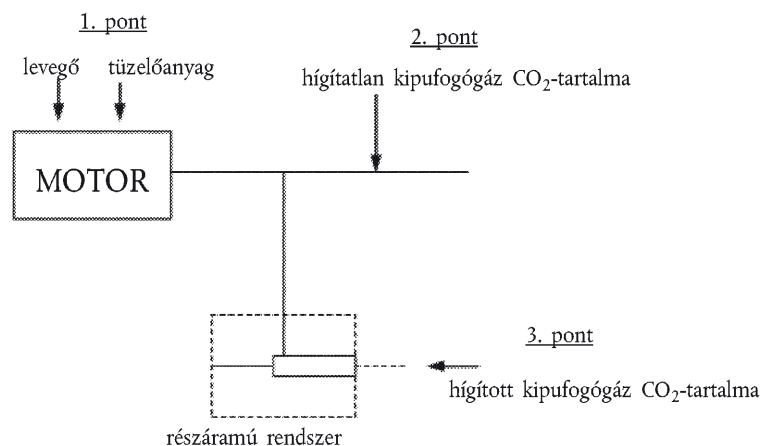 1. pont
levegő tüzelőanyag
2. pont
hígítatlan kipufogógáz CO₂-tartalma
MOTOR
3. pont
hígított kipufogógáz CO₂-tartalma
részáramú rendszer